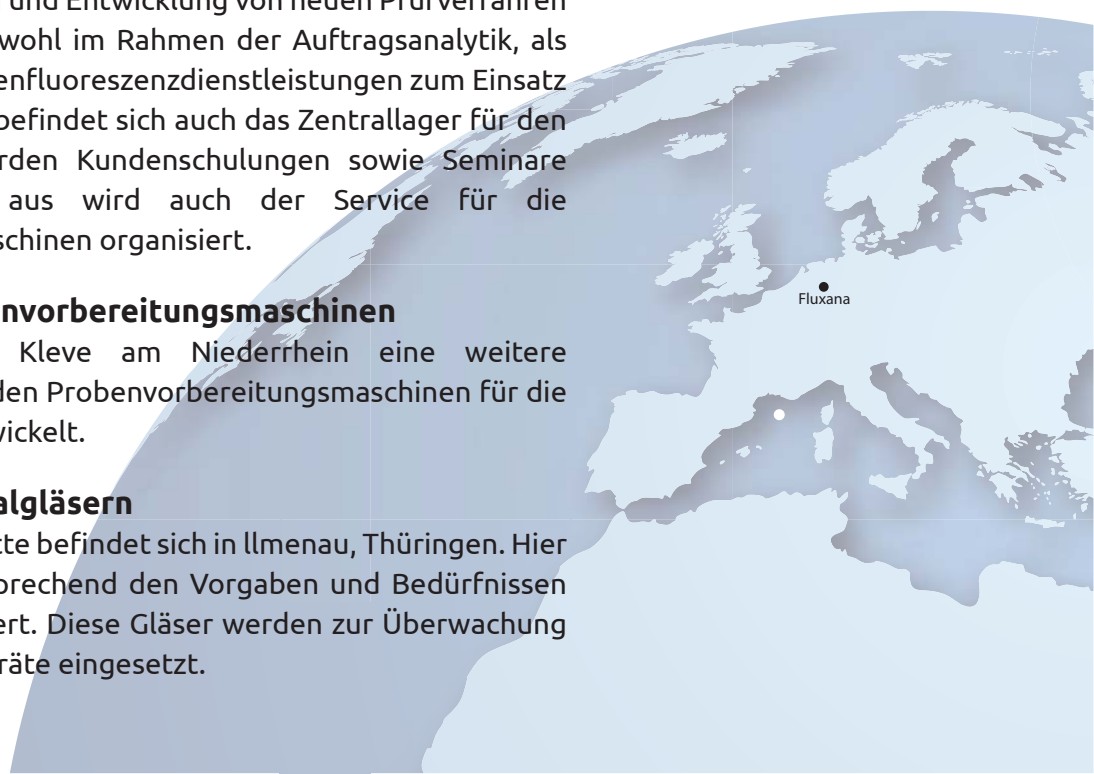 und Entwicklung von neuen Prüfverfahren
wohl im Rahmen der Auftragsanalytik, als
enfluoreszenzdienstleistungen zum Einsatz
befindet sich auch das Zentrallager für den
rden Kundenschulungen sowie Seminare
aus wird auch der Service für die
schinen organisiert.
nvorbereitungsmaschinen
Kleve am Niederrhein eine weitere
den Probenvorbereitungsmaschinen für die
wickelt.
algläsern
tte befindet sich in llmenau, Thüringen. Hier
prechend den Vorgaben und Bedürfnissen
ert. Diese Gläser werden zur Überwachung
räte eingesetzt.
Fluxana